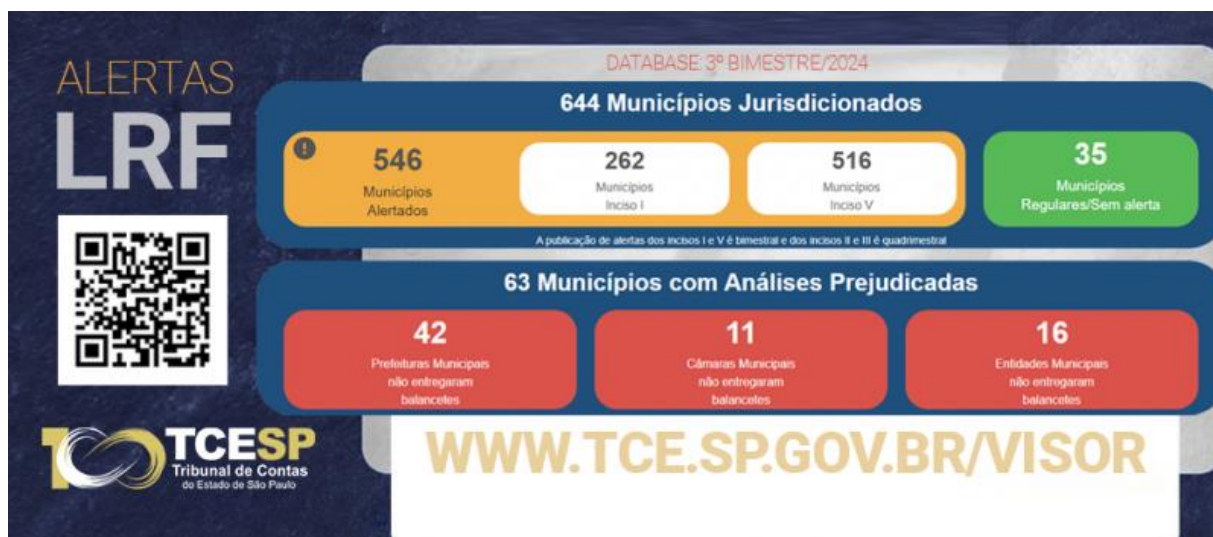 ALERTAS
LRF
DATABASE 3º BIMESTRE/2024
644 Municípios Jurisdicionados
546
Municípios
Alertados
262
Municípios
Inciso I
516
Municípios
Inciso V
35
Municípios
Regulares/Sem alerta
A publicação de alertas dos incisos I e V é bimestral e dos incisos II e III é quadrimestral
63 Municípios com Análises Prejudicadas
42
Prefeituras Municipais
não entregaram
balancetes
11
Câmaras Municipais
não entregaram
balancetes
16
Entidades Municipais
não entregaram
balancetes
TCESP
Tribunal de Contas
do Estado de São Paulo
WWW.TCE.SP.GOV.BR/VISOR